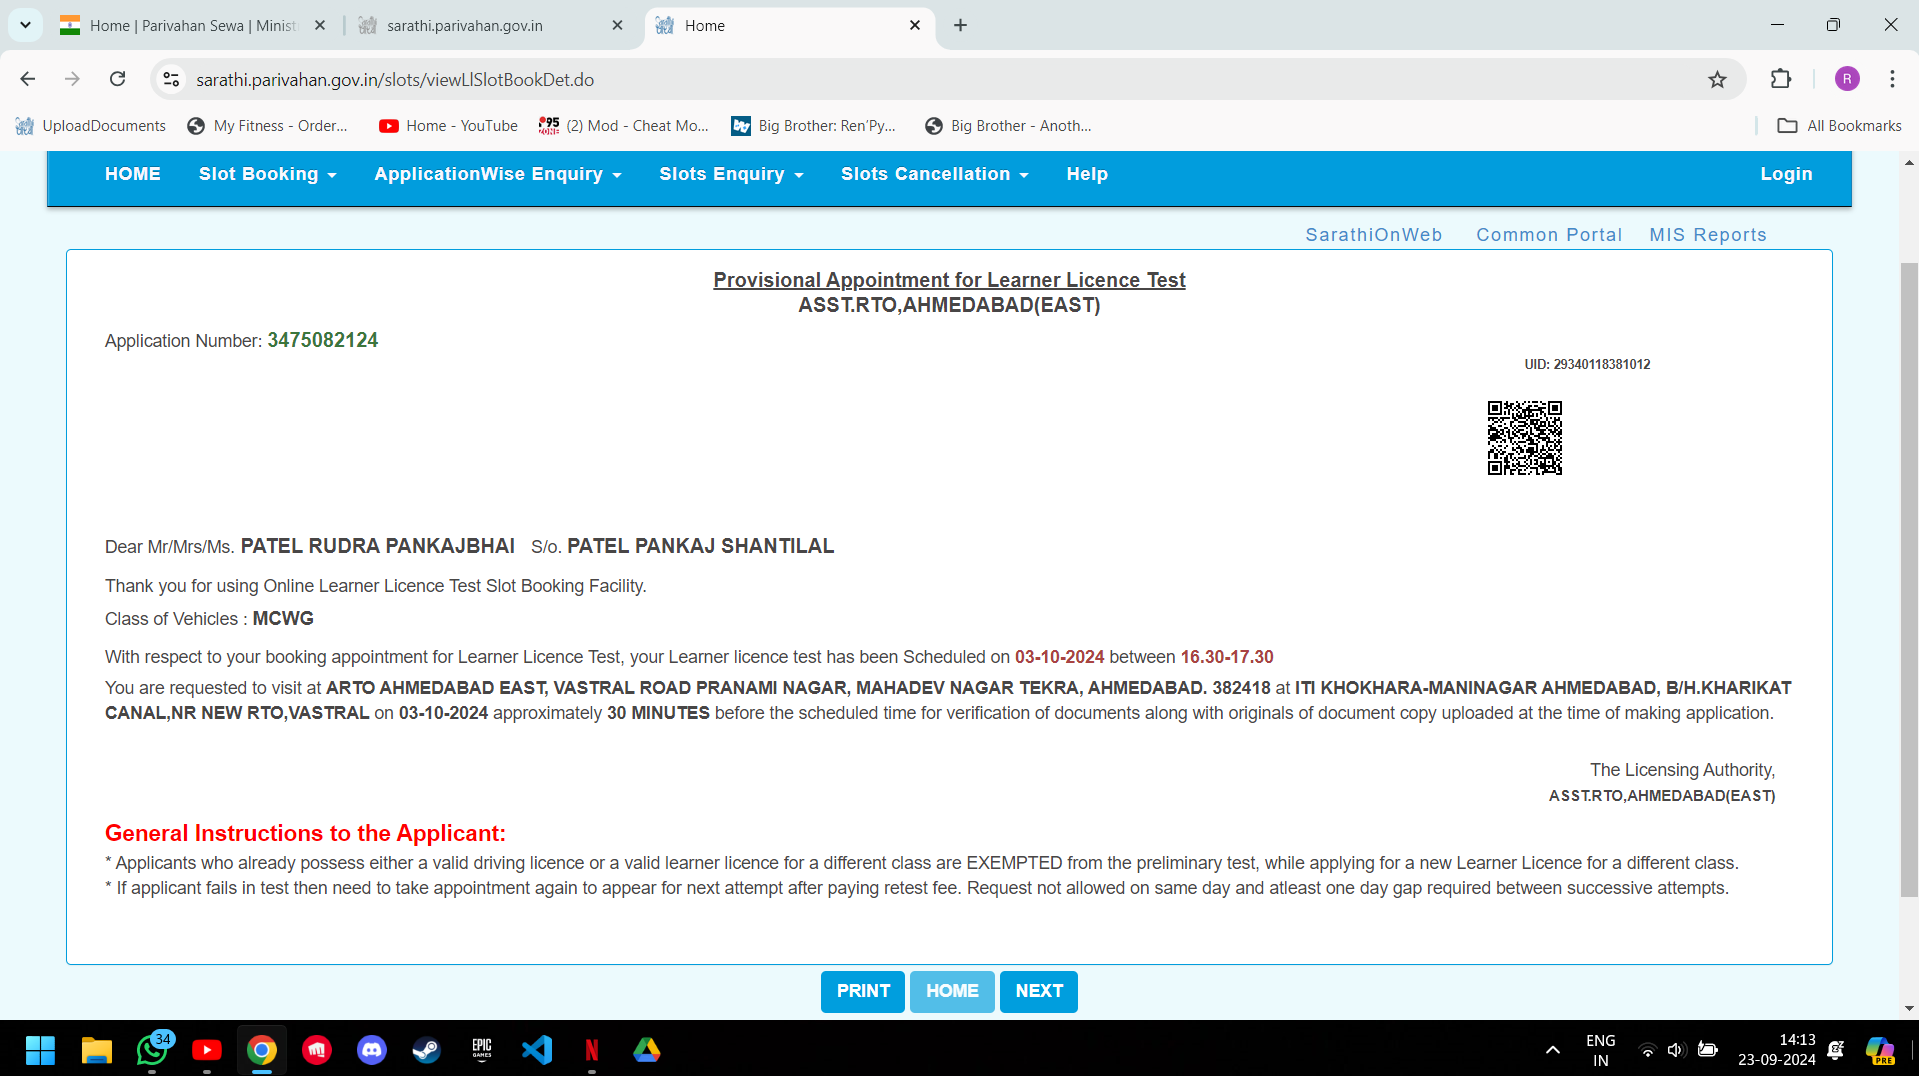 Home | Parivahan Sewa | Minist
sarathi.parivahan.gov.in
Home
sarathi.parivahan.gov.in/slots/viewLlSlotBookDet.do
R
UploadDocuments
My Fitness - Order...
Home - YouTube
(2) Mod - Cheat Mo...
Big Brother: Ren'Py...
Big Brother - Anoth...
All Bookmarks
HOME
Slot Booking
ApplicationWise Enquiry
Slots Enquiry
Slots Cancellation
Help
Login
SarathiOnWeb
Common Portal
MIS Reports
Provisional Appointment for Learner Licence Test
ASST.RTO,AHMEDABAD(EAST)
Application Number: 3475082124
UID: 29340118381012
Dear Mr/Mrs/Ms. PATEL RUDRA PANKAJBHAI S/o. PATEL PANKAJ SHANTILAL
Thank you for using Online Learner Licence Test Slot Booking Facility.
Class of Vehicles : MCWG
With respect to your booking appointment for Learner Licence Test, your Learner licence test has been Scheduled on 03-10-2024 between 16.30-17.30
You are requested to visit at ARTO AHMEDABAD EAST, VASTRAL ROAD PRANAMI NAGAR, MAHADEV NAGAR TEKRA, AHMEDABAD. 382418 at ITI KHOKHARA-MANINAGAR AHMEDABAD, B/H.KHARIKAT
CANAL,NR NEW RTO,VASTRAL on 03-10-2024 approximately 30 MINUTES before the scheduled time for verification of documents along with originals of document copy uploaded at the time of making application.
The Licensing Authority,
ASST.RTO,AHMEDABAD(EAST)
General Instructions to the Applicant:
* Applicants who already possess either a valid driving licence or a valid learner licence for a different class are EXEMPTED from the preliminary test, while applying for a new Learner Licence for a different class.
* If applicant fails in test then need to take appointment again to appear for next attempt after paying retest fee. Request not allowed on same day and atleast one day gap required between successive attempts.
PRINT
HOME
NEXT
34
EPIC
GAMES
N
ENG
IN
14:13
23-09-2024
PRE